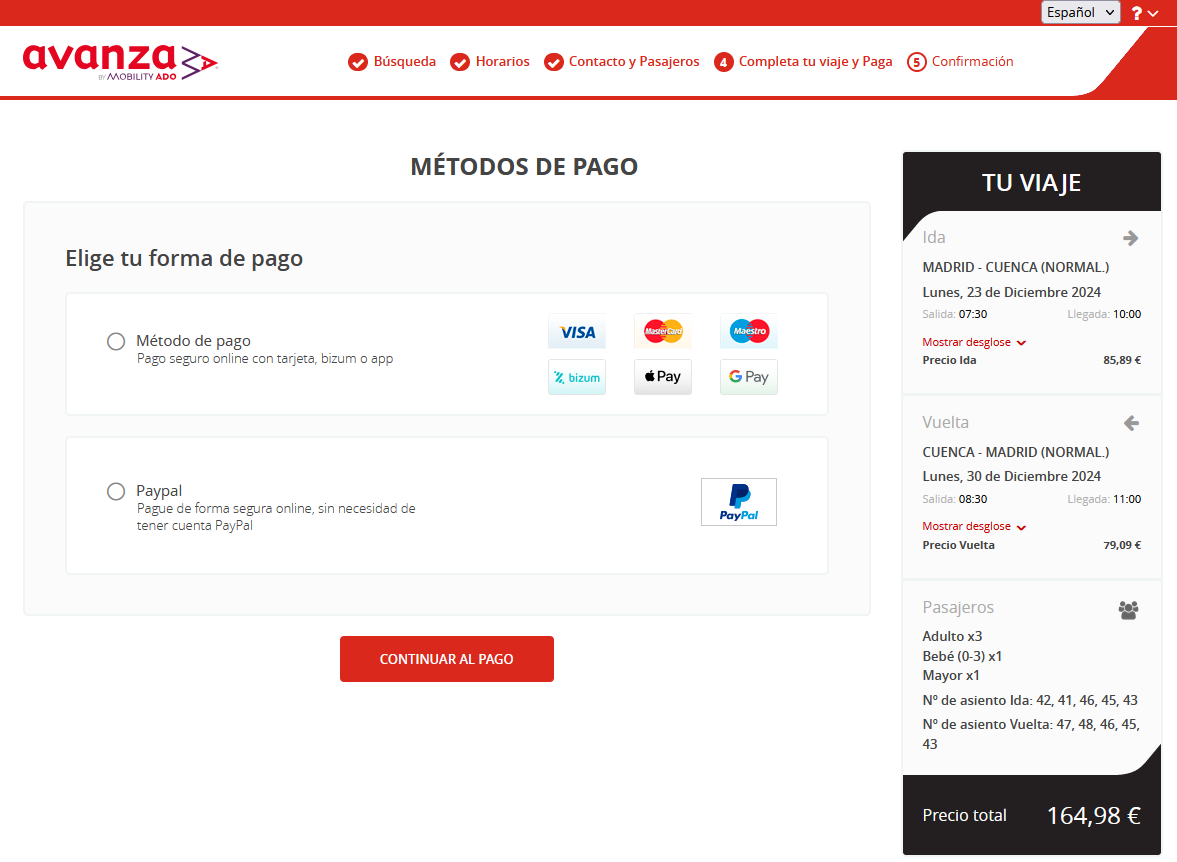 Español
?
avanza
BY MOBILITY ADO
Búsqueda
Horarios
Contacto y Pasajeros
4 Completa tu viaje y Paga
5 Confirmación
MÉTODOS DE PAGO
Elige tu forma de pago
Método de pago
Pago seguro online con tarjeta, bizum o app
VISA
MasterCard
Maestro
bizum
Pay
G Pay
Paypal
Pague de forma segura online, sin necesidad de
tener cuenta PayPal
PayPal
CONTINUAR AL PAGO
TU VIAJE
Ida
MADRID - CUENCA (NORMAL.)
Lunes, 23 de Diciembre 2024
Salida: 07:30 Llegada: 10:00
Mostrar desglose
Precio Ida 85,89 €
Vuelta
CUENCA - MADRID (NORMAL.)
Lunes, 30 de Diciembre 2024
Salida: 08:30 Llegada: 11:00
Mostrar desglose
Precio Vuelta 79,09 €
Pasajeros
Adulto x3
Bebé (0-3) x1
Mayor x1
Nº de asiento Ida: 42, 41, 46, 45, 43
Nº de asiento Vuelta: 47, 48, 46, 45,
43
Precio total 164,98 €